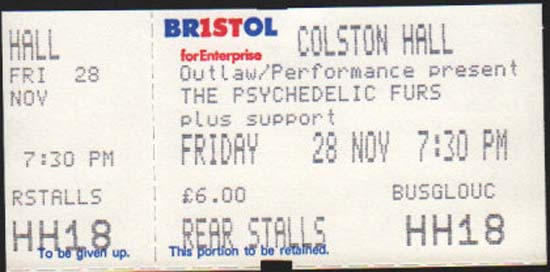 HALL
FRI 28
NOV
7:30 PM
RSTALLS
HH18
To be given up.
BR1STOL
for Enterprise
COLSTON HALL
Outlaw/Performance present
THE PSYCHEDELIC FURS
plus support
FRIDAY 28 NOV 7:30 PM
£6.00 BUSGLOUC
REAR STALLS HH18
This portion to be retained.